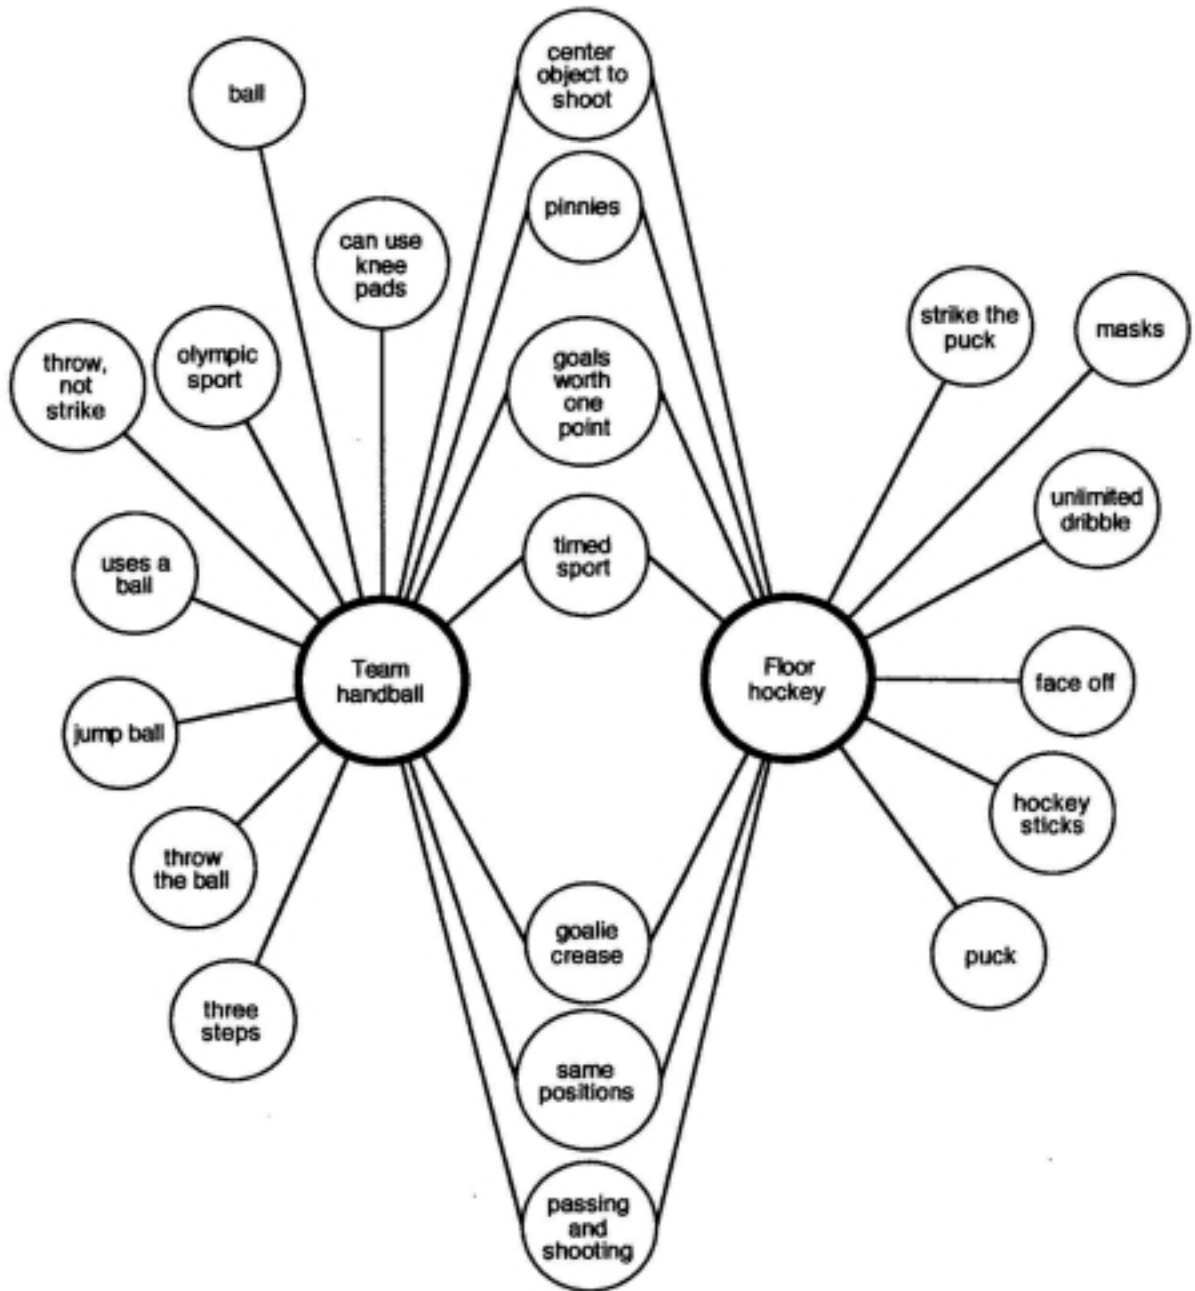 center
object to
shoot
ball
pinnies
can use
knee
pads
strike the
puck
masks
throw,
not
strike
olympic
sport
goals
worth
one
point
unlimited
dribble
uses a
ball
timed
sport
Team
handball
Floor
hockey
face off
jump ball
hockey
sticks
throw
the ball
goalie
crease
puck
three
steps
same
positions
passing
and
shooting